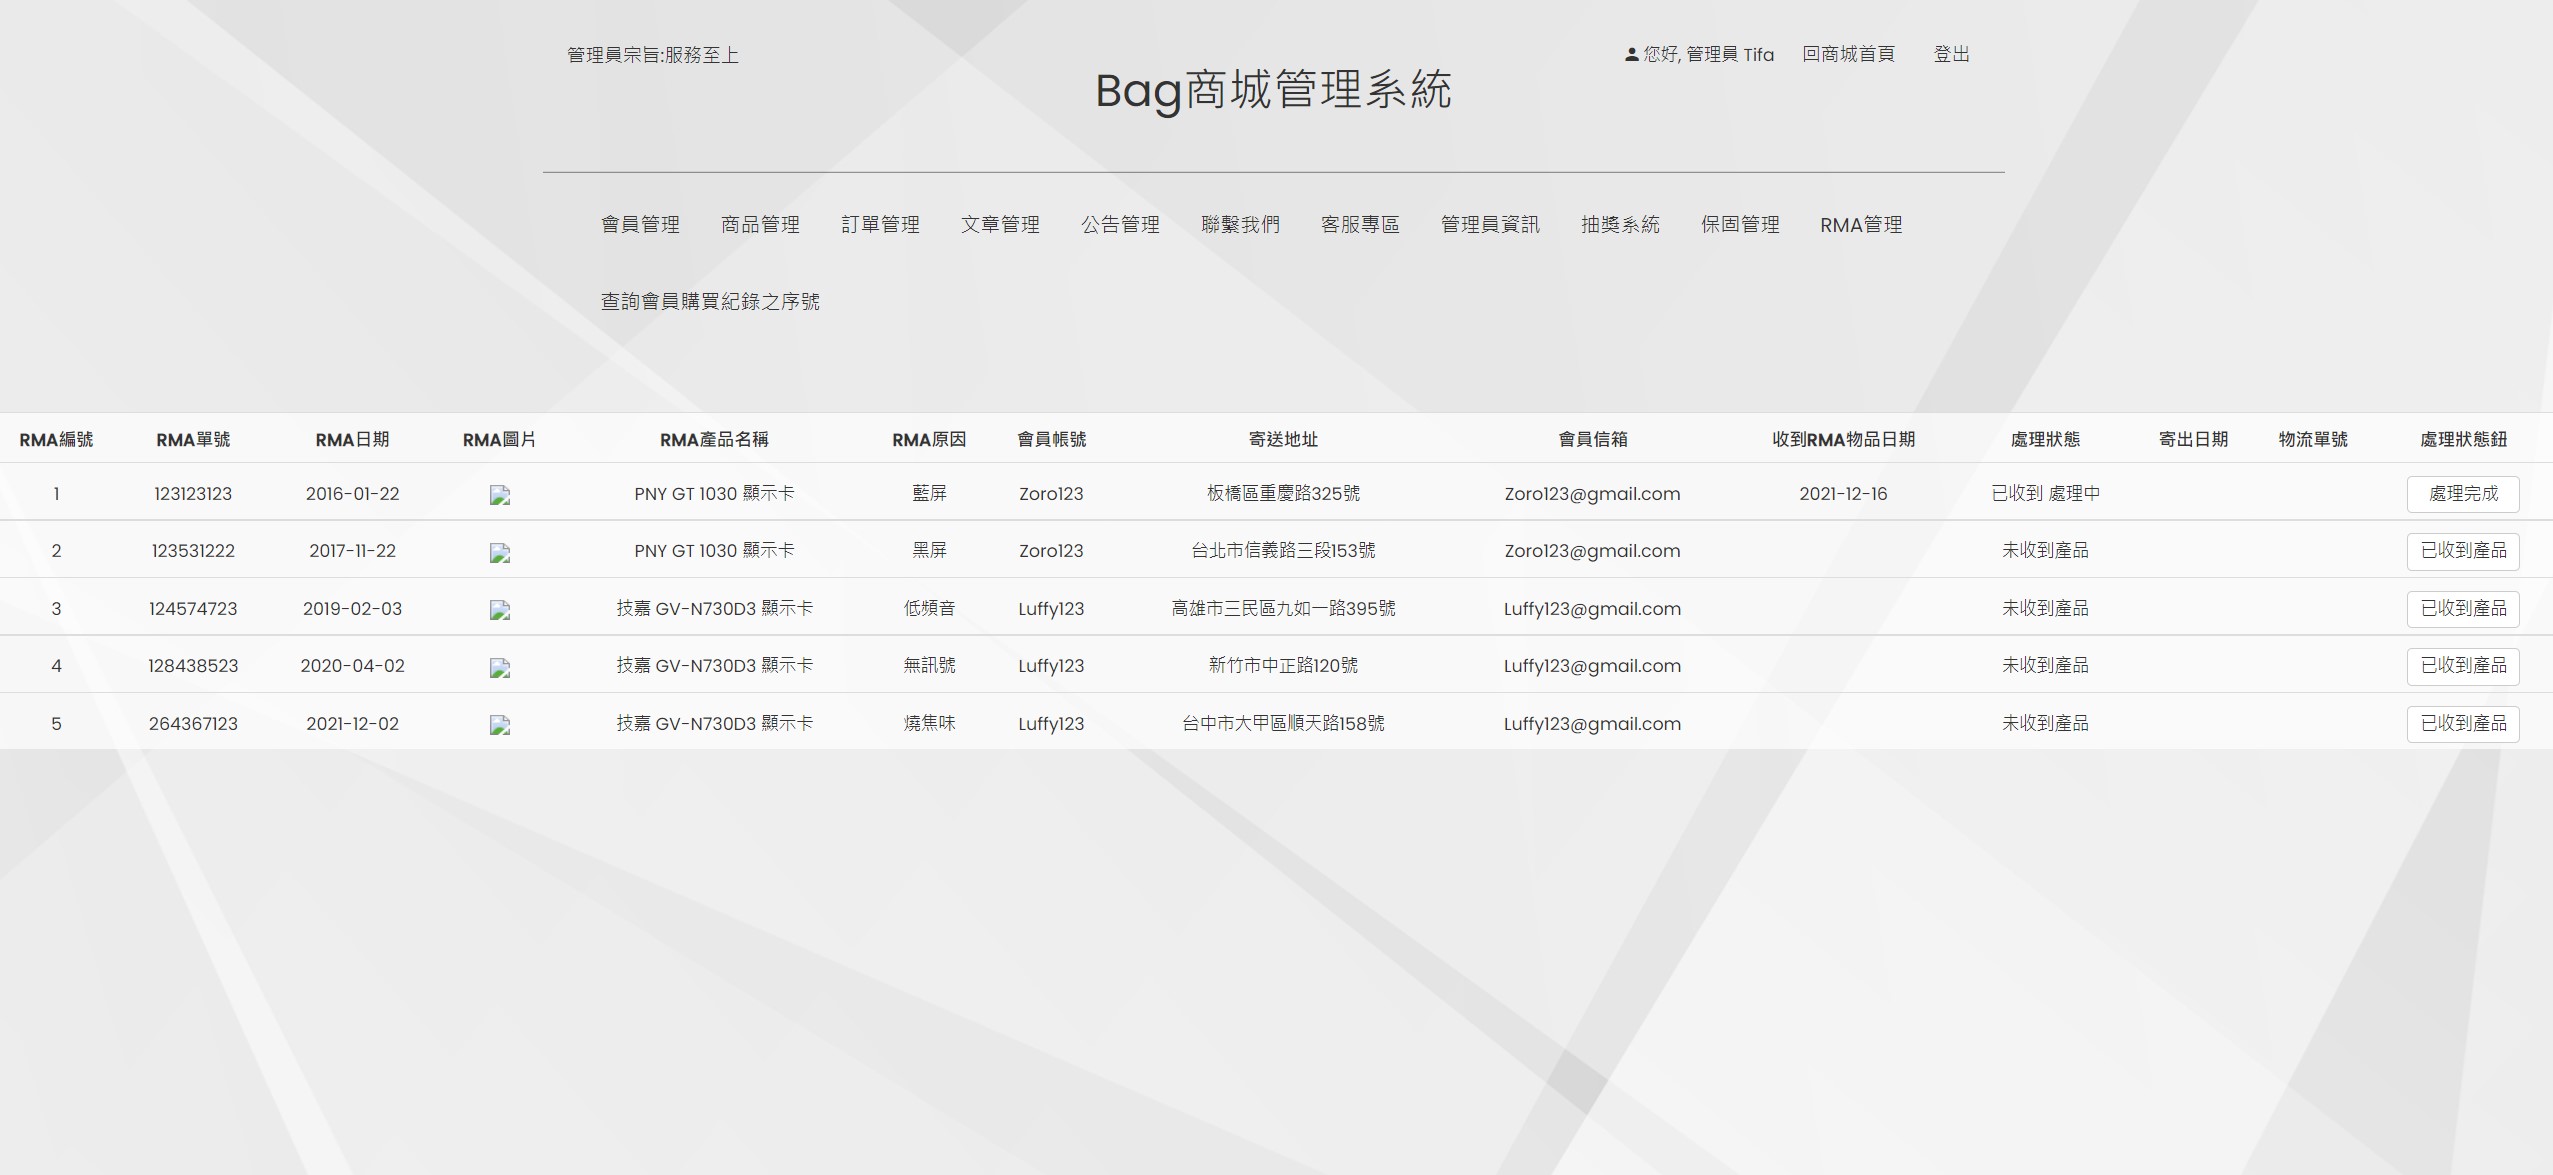 管理員宗旨:服務至上
您好, 管理員 Tifa 回商城首頁 登出
Bag商城管理系統
會員管理 商品管理 訂單管理 文章管理 公告管理 聯繫我們 客服專區 管理員資訊 抽獎系統 保固管理 RMA管理
查詢會員購買紀錄之序號
RMA編號 RMA單號 RMA日期 RMA圖片 RMA產品名稱 RMA原因 會員帳號 寄送地址 會員信箱 收到RMA物品日期 處理狀態 寄出日期 物流單號 處理狀態鈕
1 123123123 2016-01-22 PNY GT 1030 顯示卡 藍屏 Zoro123 板橋區重慶路325號 Zoro123@gmail.com 2021-12-16 已收到 處理中 處理完成
2 123531222 2017-11-22 PNY GT 1030 顯示卡 黑屏 Zoro123 台北市信義路三段153號 Zoro123@gmail.com 未收到產品 已收到產品
3 124574723 2019-02-03 技嘉 GV-N730D3 顯示卡 低頻音 Luffy123 高雄市三民區九如一路395號 Luffy123@gmail.com 未收到產品 已收到產品
4 128438523 2020-04-02 技嘉 GV-N730D3 顯示卡 無訊號 Luffy123 新竹市中正路120號 Luffy123@gmail.com 未收到產品 已收到產品
5 264367123 2021-12-02 技嘉 GV-N730D3 顯示卡 燒焦味 Luffy123 台中市大甲區順天路158號 Luffy123@gmail.com 未收到產品 已收到產品